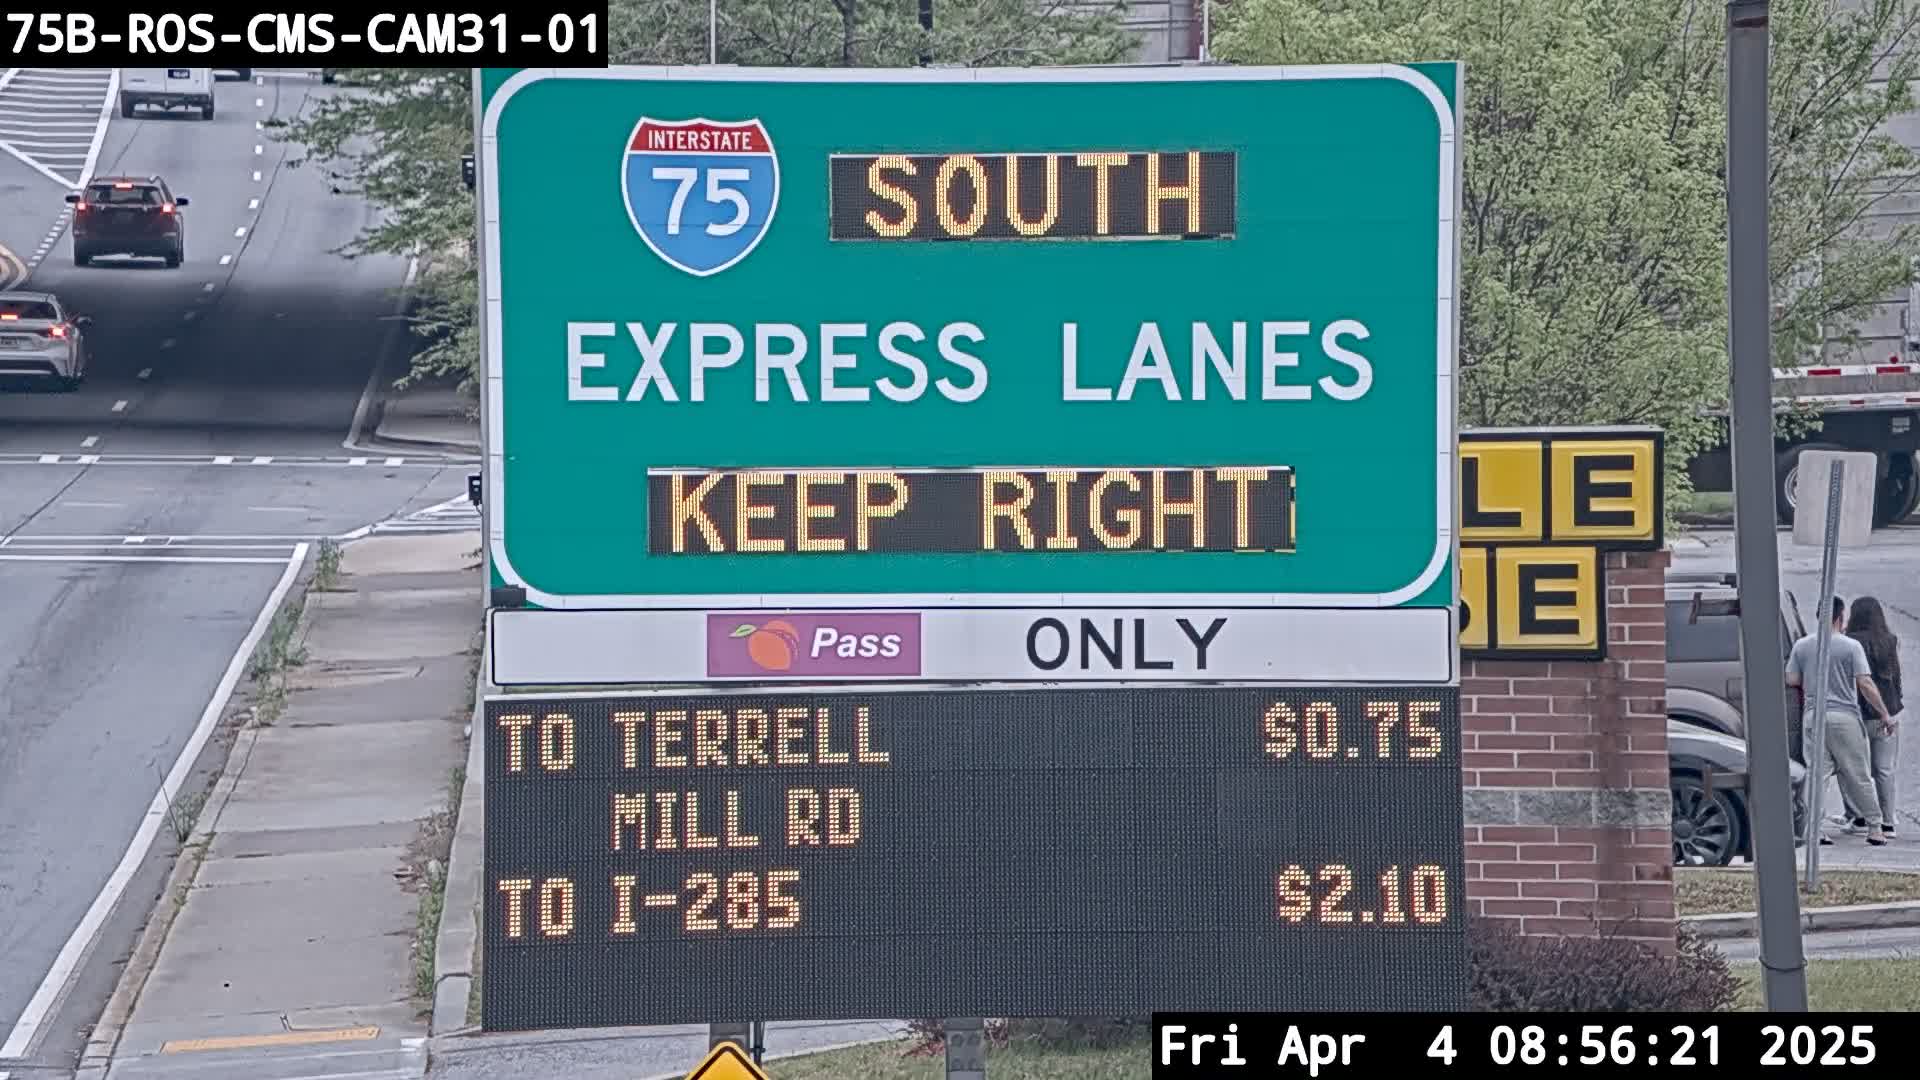 75B-ROS-CMS-CAM31-01
INTERSTATE
75
SOUTH
EXPRESS LANES
KEEP RIGHT
Pass ONLY
TO TERRELL $0.75
MILL RD
TO I-285 $2.10
LE
E
Fri Apr 4 08:56:21 2025